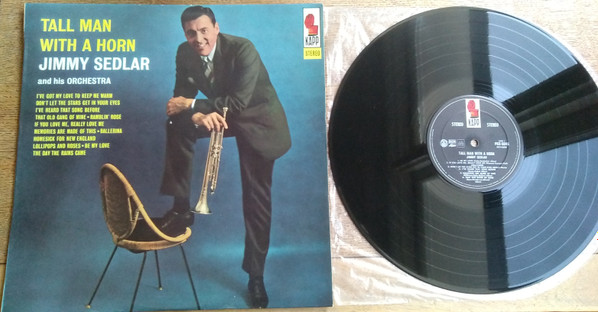 TALL MAN
WITH A HORN
JIMMY SEDLAR
and his ORCHESTRA
I'VE GOT MY LOVE TO KEEP ME WARM
DON'T LET THE STARS GET IN YOUR EYES
I'VE HEARD THAT SONG BEFORE
THAT OLD GANG OF MINE • RAMBLIN' ROSE
IF YOU LOVE ME, REALLY LOVE ME
MEMORIES ARE MADE OF THIS • BALLERINA
HOMESICK FOR NEW ENGLAND
LOLLIPOPS AND ROSES • BE MY LOVE
THE DAY THE RAINS CAME
KAPP
STEREO
KAPP
STEREO
STEREO
TALL MAN WITH A HORN
JIMMY SEDLAR